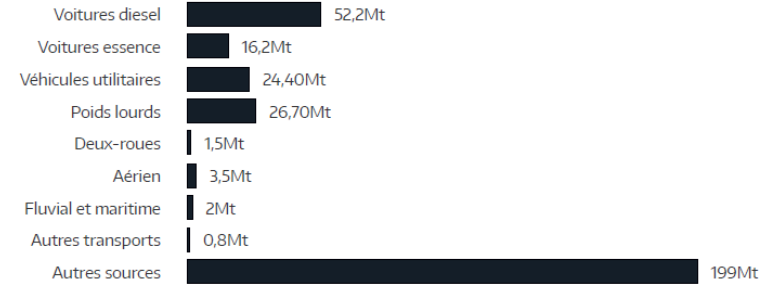 Voitures diesel 52,2Mt
Voitures essence 16,2Mt
Véhicules utilitaires 24,40Mt
Poids lourds 26,70Mt
Deux-roues 1,5Mt
Aérien 3,5Mt
Fluvial et maritime 2Mt
Autres transports 0,8Mt
Autres sources 199Mt